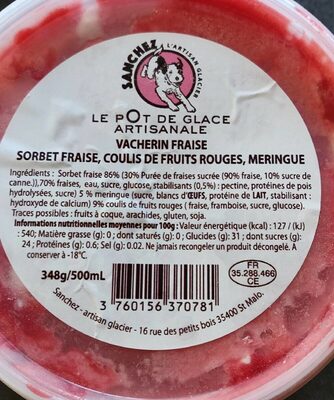 SANCHEZ
L'ARTISAN GLACIER
LE POT DE GLACE
ARTISANALE
VACHERIN FRAISE
SORBET FRAISE, COULIS DE FRUITS ROUGES, MERINGUE
Ingrédients : Sorbet fraise 86% (30% Purée de fraises sucrée (90% fraise, 10% sucre de
canne,)),70% fraises, eau, sucre, glucose, stabilisants (0,5%) : pectine, protéines de pois
hydrolysées, sucre) 5 % meringue (sucre, blancs d'ŒUFS, protéine de LAIT, stabilisant :
hydroxyde de calcium) 9% coulis de fruits rouges ( fraise, framboise, sucre, glucose).
Traces possibles : fruits à coque, arachides, gluten, soja.
Informations nutritionnelles moyennes pour 100g : Valeur énergétique (kcal) : 127 / (kJ)
: 540; Matière grasse (g) : 0 ; dont saturés (g) : 0; Glucides (g) : 31 ; dont sucres (g)
: 24 ; Protéines (g) : 0.6; Sel (g) : 0.02. Ne jamais recongeler un produit décongelé. A
conserver à -18°C.
348g/500mL
FR
35.288.466
CE
3 760156 370781
Sanchez - artisan glacier - 16 rue des petits bois 35400 St Malo.